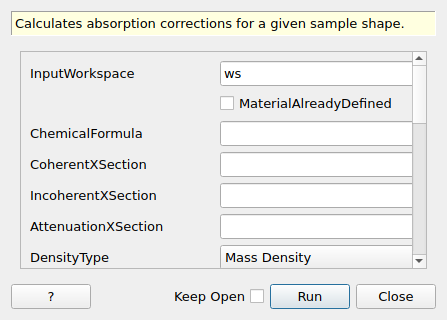 Calculates absorption corrections for a given sample shape.
InputWorkspace ws
MaterialAlreadyDefined
ChemicalFormula
CoherentXSection
IncoherentXSection
AttenuationXSection
DensityType Mass Density
? Keep Open Run Close